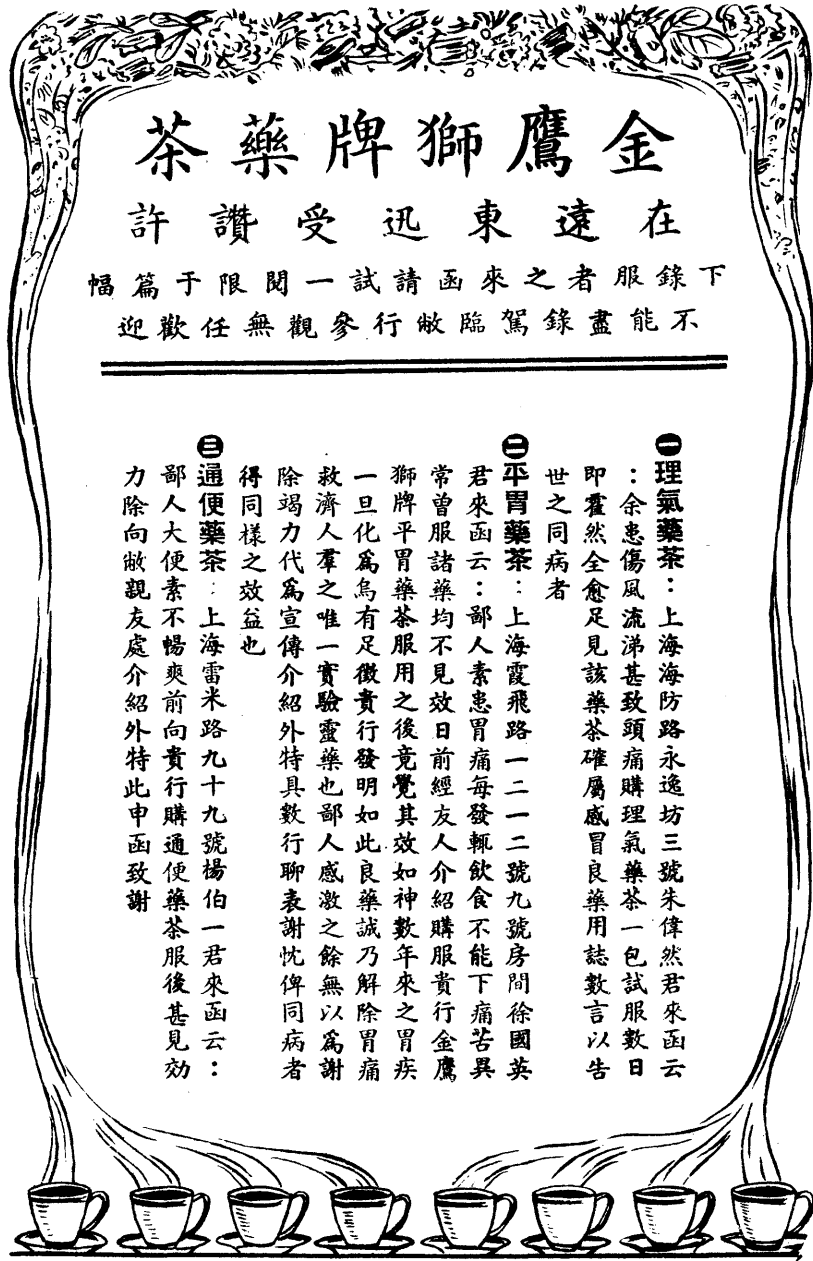 金鷹獅牌藥茶
在遠東迅受讚許
下錄服者之來函請試一閱限于篇幅
不能盡錄駕臨敝行參觀無任歡迎
㊀理氣藥茶：上海海防路永逸坊三號朱偉然君來函云
：余患傷風流涕甚致頭痛購理氣藥茶一包試服數日
即霍然全愈足見該藥茶確屬感冒良藥用誌數言以告
世之同病者
㊁平胃藥茶：上海霞飛路一二一二號九號房間徐國英
君來函云：鄙人素患胃痛每發輒飲食不能下痛苦異
常曾服諸藥均不見效日前經友人介紹購服貴行金鷹
獅牌平胃藥茶服用之後竟覺其效如神數年來之胃疾
一旦化爲烏有足徵貴行發明如此良藥誠乃解除胃痛
救濟人羣之唯一實驗靈藥也鄙人感激之餘無以爲謝
除竭力代爲宣傳介紹外特具數行聊表謝忱俾同病者
得同樣之效益也
㊂通便藥茶：上海雷米路九十九號楊伯一君來函云：
鄙人大便素不暢爽前向貴行購通便藥茶服後甚見効
力除向敝親友處介紹外特此申函致謝